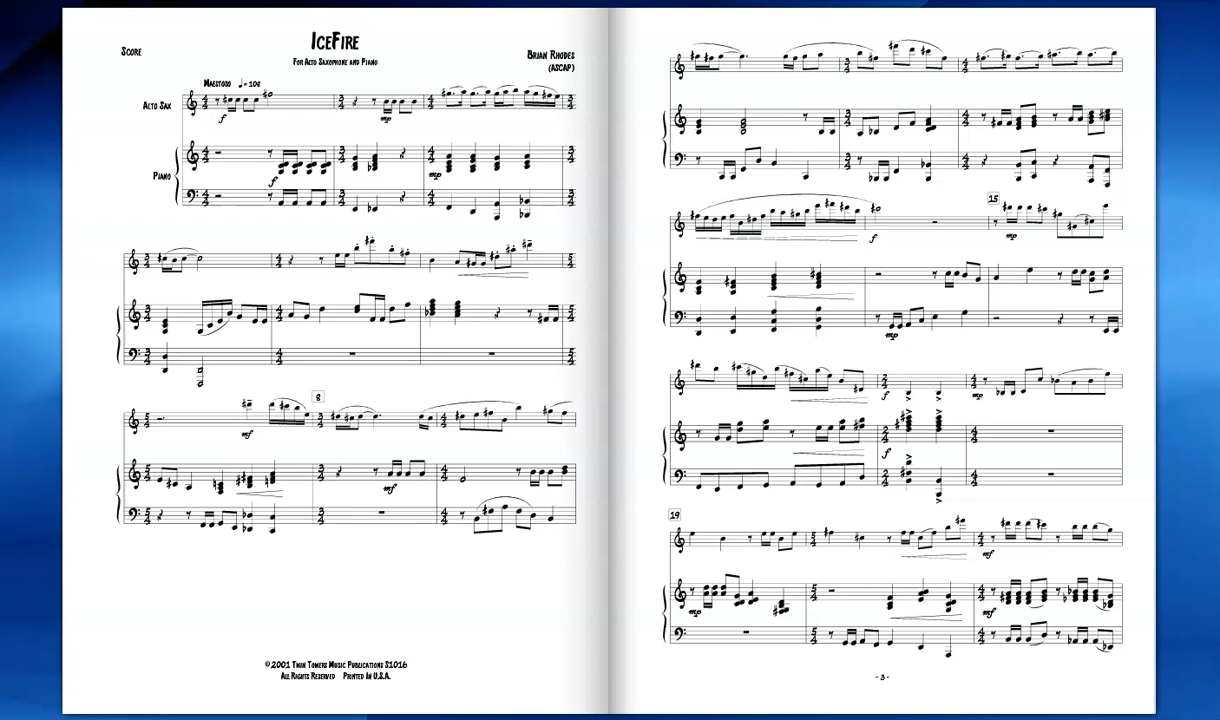 Score
IceFire
For Alto Saxophone and Piano
Brian Rhodes
(ASCAP)
Maestoso ♩=108
Alto Sax
f
mp
Piano
f
mp
8
mf
mf
© 2001 Twin Towers Music Publications S1016
All Rights Reserved Printed In U.S.A.
f
15
mp
mp
f
mp
f
19
mf
mp
mf
- 3 -